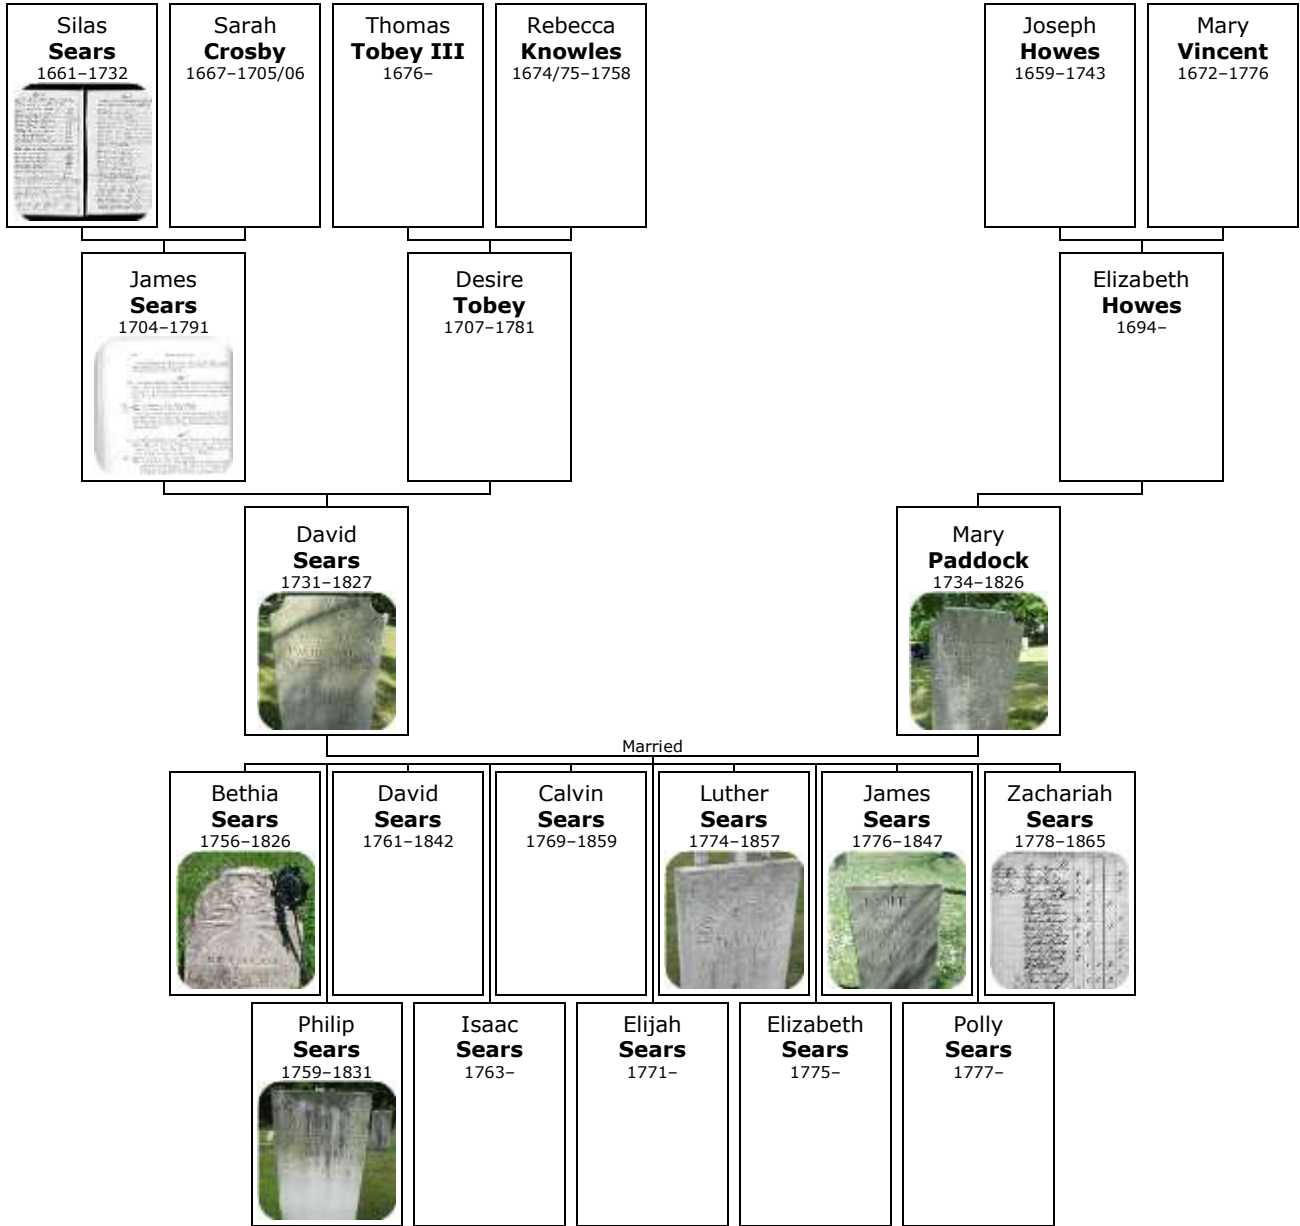 Silas
Sears
1661–1732
Sarah
Crosby
1667–1705/06
Thomas
Tobey III
1676–
Rebecca
Knowles
1674/75–1758
Joseph
Howes
1659–1743
Mary
Vincent
1672–1776
James
Sears
1704–1791
Desire
Tobey
1707–1781
Elizabeth
Howes
1694–
David
Sears
1731–1827
Mary
Paddock
1734–1826
Married
Bethia
Sears
1756–1826
David
Sears
1761–1842
Calvin
Sears
1769–1859
Luther
Sears
1774–1857
James
Sears
1776–1847
Zachariah
Sears
1778–1865
Philip
Sears
1759–1831
Isaac
Sears
1763–
Elijah
Sears
1771–
Elizabeth
Sears
1775–
Polly
Sears
1777–